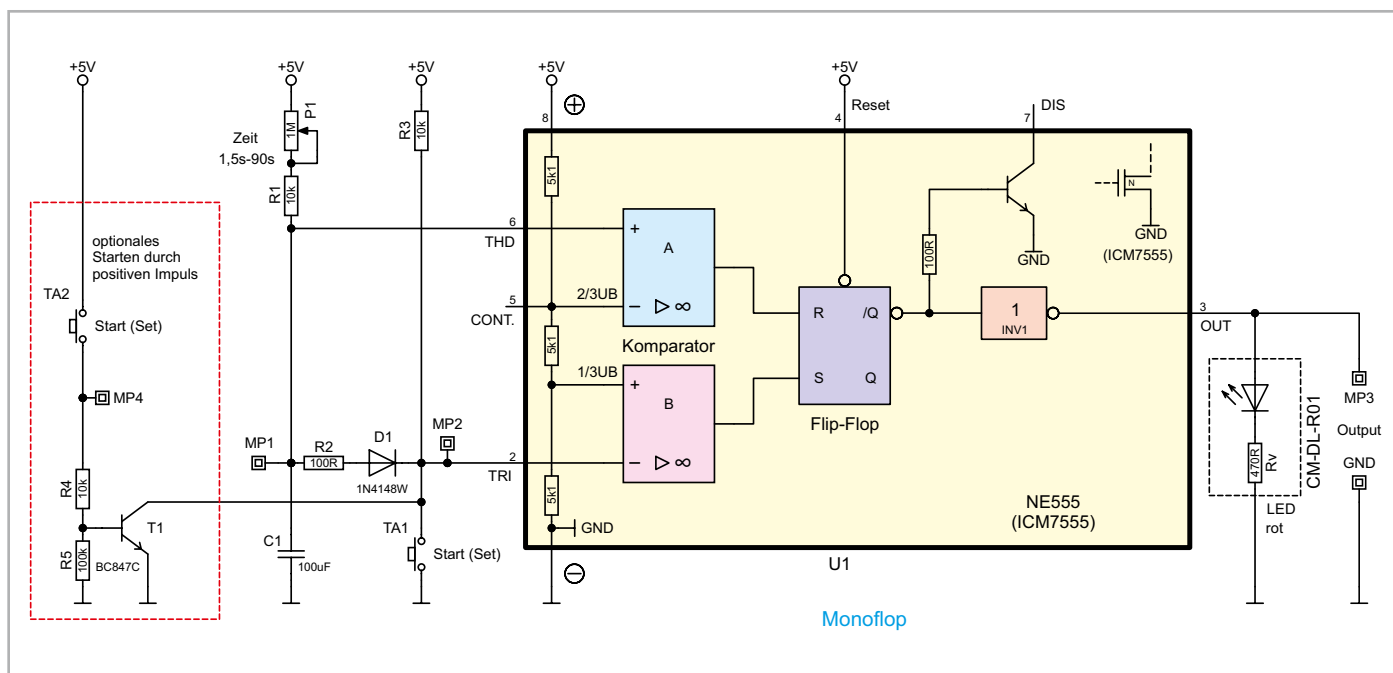 +5V
+5V
+5V
+5V
+5V
8
Reset
4
DIS
7
P1
1M
Zeit
1,5s-90s
R3
10k
R1
10k
5k1
N
100R
GND
GND
(ICM7555)
optionales
Starten durch
positiven Impuls
6
THD
+
A
5
CONT.
2/3UB
−
▷ ∞
Komparator
TA2
Start (Set)
R
/Q
1
INV1
3
OUT
5k1
1/3UB
+
B
S
Q
Flip-Flop
MP4
MP1
R2
100R
D1
1N4148W
MP2
2
TRI
−
▷ ∞
MP3
Output
GND
470R
Rv
CM-DL-R01
LED
rot
R4
10k
T1
BC847C
R5
100k
C1
100uF
TA1
Start (Set)
5k1
GND
NE555
(ICM7555)
U1
Monoflop